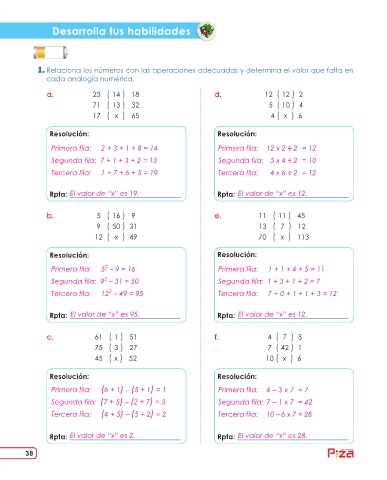 Desarrolla tus habilidades
1. Relaciona los números con las operaciones adecuadas y determina el valor que falta en
cada analogía numérica.
a. 23 ( 14 ) 18
71 ( 13 ) 32
17 ( x ) 65
Resolución:
Primera fila: 2 + 3 + 1 + 8 = 14
Segunda fila: 7 + 1 + 3 + 2 = 13
Tercera fila: 1 + 7 + 6 + 5 = 19
Rpta: El valor de "x" es 19.
d. 12 ( 12 ) 2
5 ( 10 ) 4
4 ( x ) 6
Resolución:
Primera fila: 12 x 2 ÷ 2 = 12
Segunda fila: 5 x 4 ÷ 2 = 10
Tercera fila: 4 x 6 ÷ 2 = 12
Rpta: El valor de "x" es 12.
b. 5 ( 16 ) 9
9 ( 50 ) 31
12 ( x ) 49
Resolución:
Primera fila: 5² – 9 = 16
Segunda fila: 9² – 31 = 50
Tercera fila: 12² – 49 = 95
Rpta: El valor de "x" es 95.
e. 11 ( 11 ) 45
13 ( 7 ) 12
70 ( x ) 113
Resolución:
Primera fila: 1 + 1 + 4 + 5 = 11
Segunda fila: 1 + 3 + 1 + 2 = 7
Tercera fila: 7 + 0 + 1 + 1 + 3 = 12
Rpta: El valor de "x" es 12.
c. 61 ( 1 ) 51
75 ( 3 ) 27
45 ( x ) 52
Resolución:
Primera fila: (6 + 1) – (5 + 1) = 1
Segunda fila: (7 + 5) – (2 + 7) = 3
Tercera fila: (4 + 5) – (5 + 2) = 2
Rpta: El valor de "x" es 2.
f. 4 ( 7 ) 3
7 ( 42 ) 1
10 ( x ) 6
Resolución:
Primera fila: 4 – 3 x 7 = 7
Segunda fila: 7 – 1 x 7 = 42
Tercera fila: 10 – 6 x 7 = 28
Rpta: El valor de "x" es 28.
38